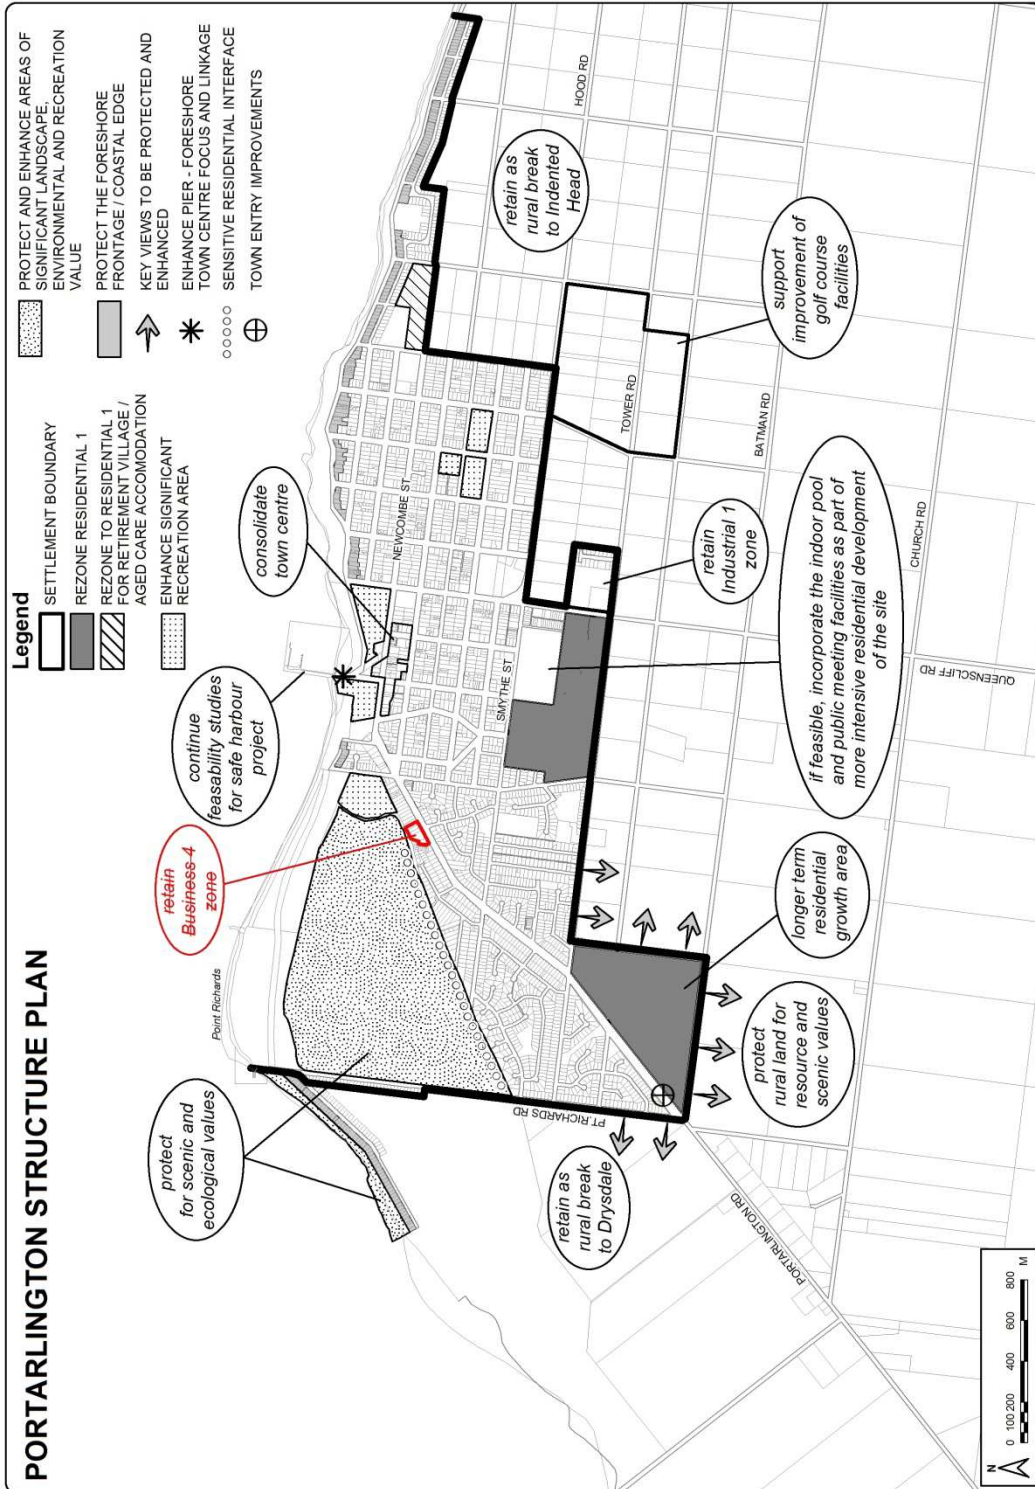 PORTARLINGTON STRUCTURE PLAN
Legend
SETTLEMENT BOUNDARY
REZONE RESIDENTIAL 1
REZONE TO RESIDENTIAL 1
FOR RETIREMENT VILLAGE /
AGED CARE ACCOMODATION
ENHANCE SIGNIFICANT
RECREATION AREA
PROTECT AND ENHANCE AREAS OF
SIGNIFICANT LANDSCAPE,
ENVIRONMENTAL AND RECREATION
VALUE
PROTECT THE FORESHORE
FRONTAGE / COASTAL EDGE
KEY VIEWS TO BE PROTECTED AND
ENHANCED
ENHANCE PIER - FORESHORE
TOWN CENTRE FOCUS AND LINKAGE
SENSITIVE RESIDENTIAL INTERFACE
TOWN ENTRY IMPROVEMENTS
protect
for scenic and
ecological values
Point Richards
retain
Business 4
zone
continue
feasability studies
for safe harbour
project
consolidate
town centre
NEWCOMBE ST
SMYTHE ST
PT.RICHARDS RD
retain as
rural break
to Drysdale
PORTARLINGTON RD
protect
rural land for
resource and
scenic values
longer term
residential
growth area
if feasible, incorporate the indoor pool
and public meeting facilities as part of
more intensive residential development
of the site
retain
Industrial 1
zone
QUEENSCLIFF RD
CHURCH RD
BATMAN RD
TOWER RD
HOOD RD
support
improvement of
golf course
facilities
retain as
rural break
to Indented
Head
N
0 100 200 400 600 800
M